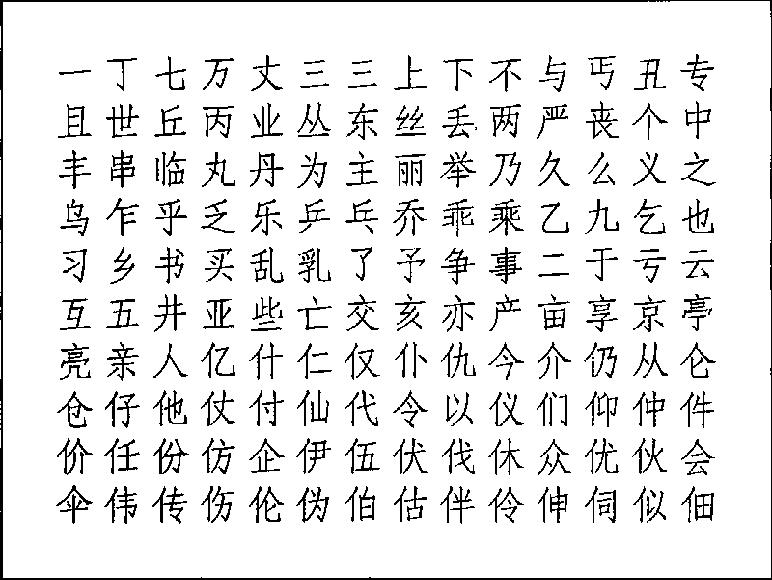 一丁七万丈三三上下不与丐丑专
且世丘丙业丛东丝丢两严丧个中
丰串临丸丹为主丽举乃久么义之
乌乍乎乏乐乒乓乔乖乘乙九乞也
习乡书买乱乳了予争事二于亏云
互五井亚些亡交亥亦产亩享京亭
亮亲人亿什仁仅仆仇今介仍从仑
仓仔他仗付仙代令以仪们仰仲件
价任份仿企伊伍伏伐休众优伙会
伞伟传伤伦伪伯估伴伶伸伺似佃